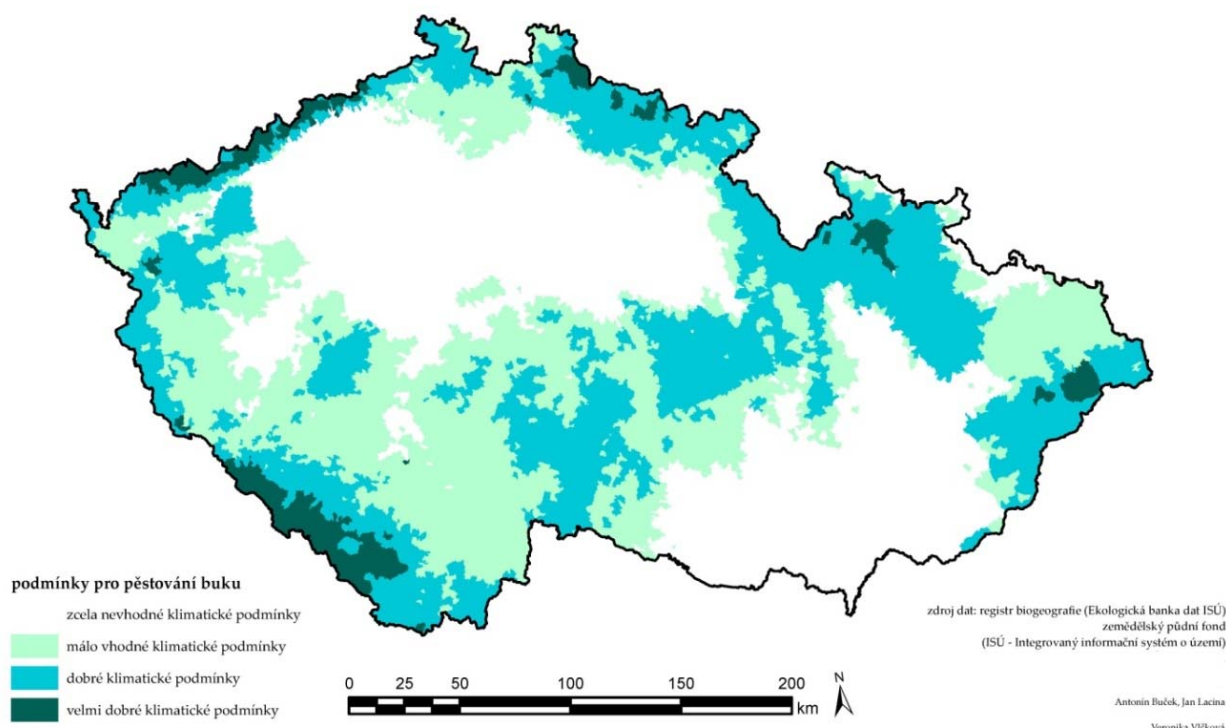 podmínky pro pěstování buku
zcela nevhodné klimatické podmínky
málo vhodné klimatické podmínky
dobré klimatické podmínky
velmi dobré klimatické podmínky
0 25 50 100 150 200
km
N
zdroj dat: registr biogeografie (Ekologická banka dat ISÚ)
zemědělský půdní fond
(ISÚ - Integrovaný informační systém o území)
Antonín Buček, Jan Lacina
Veronika Vlčková